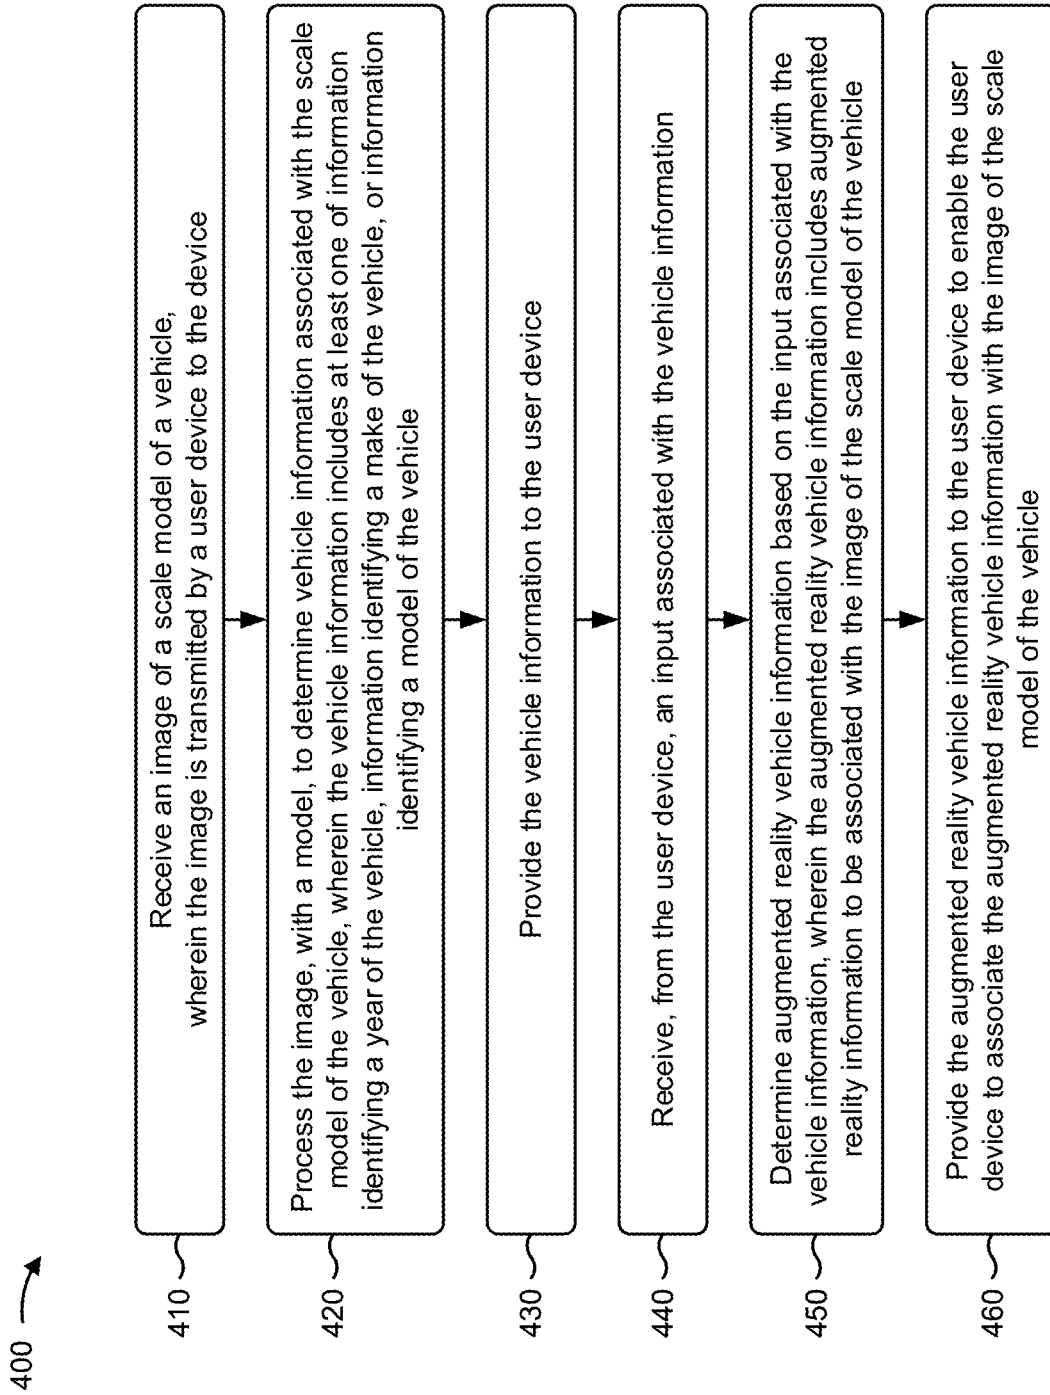 400
410
Receive an image of a scale model of a vehicle,
wherein the image is transmitted by a user device to the device
420
Process the image, with a model, to determine vehicle information associated with the scale
model of the vehicle, wherein the vehicle information includes at least one of information
identifying a year of the vehicle, information identifying a make of the vehicle, or information
identifying a model of the vehicle
430
Provide the vehicle information to the user device
440
Receive, from the user device, an input associated with the vehicle information
450
Determine augmented reality vehicle information based on the input associated with the
vehicle information, wherein the augmented reality vehicle information includes augmented
reality information to be associated with the image of the scale model of the vehicle
460
Provide the augmented reality vehicle information to the user device to enable the user
device to associate the augmented reality vehicle information with the image of the scale
model of the vehicle